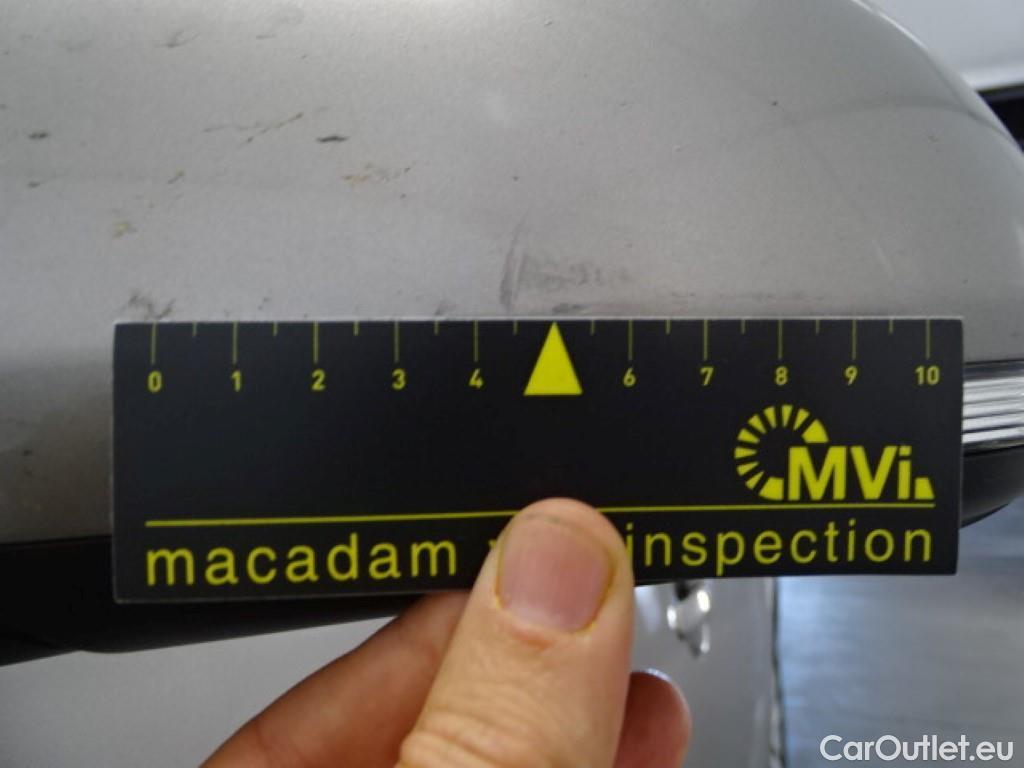 0 1 2 3 4 6 7 8 9 10
MVi
macadam inspection
CarOutlet.eu